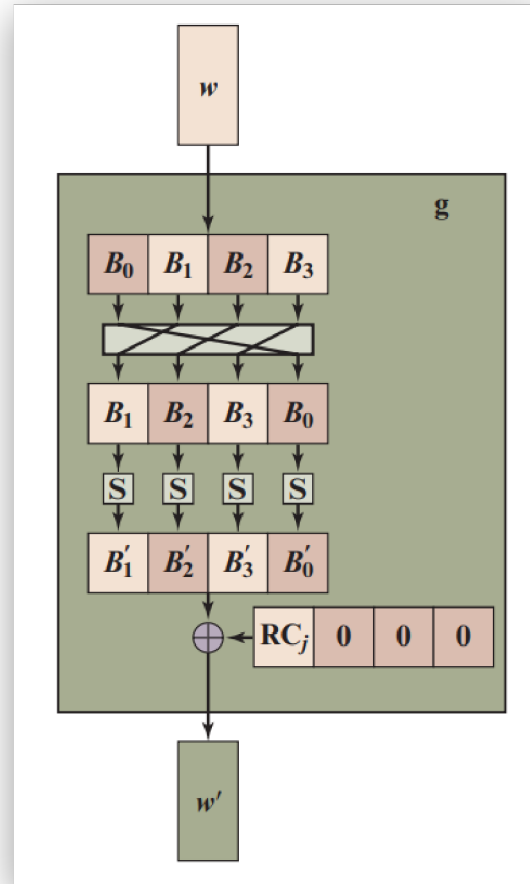 w
g
B0 B1 B2 B3
B1 B2 B3 B0
S S S S
B′1 B′2 B′3 B′0
RCj 0 0 0
w′